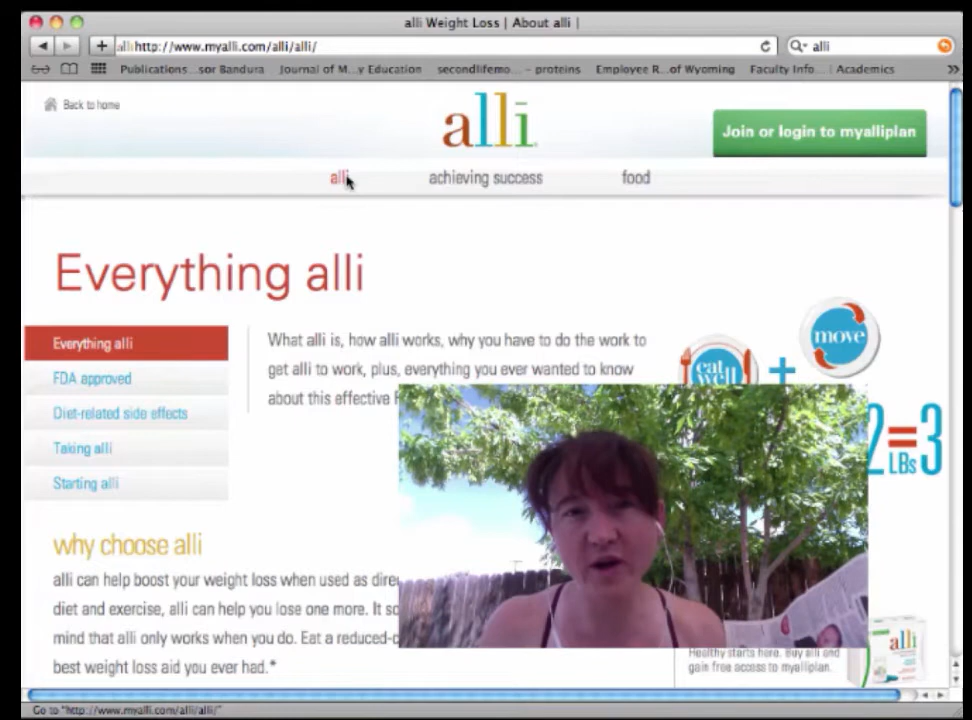 alli Weight Loss | About alli |
http://www.myalli.com/alli/alli/
alli
Publications...sor Bandura Journal of M...y Education secondlifemo... - proteins Employee R...of Wyoming Faculty Info... | Academics
Back to home
alli
Join or login to myalliplan
alli achieving success food
Everything alli
Everything alli
FDA approved
Diet-related side effects
Taking alli
Starting alli
What alli is, how alli works, why you have to do the work to
get alli to work, plus, everything you ever wanted to know
about this effective
eat well
+
move
2=3
LBs
why choose alli
alli can help boost your weight loss when used as
diet and exercise, alli can help you lose one more. It
mind that alli only works when you do. Eat a
best weight loss aid you ever had.*
Healthy starts here. Buy alli and
gain free access to myalliplan.
alli
Go to "http://www.myalli.com/alli/alli/"